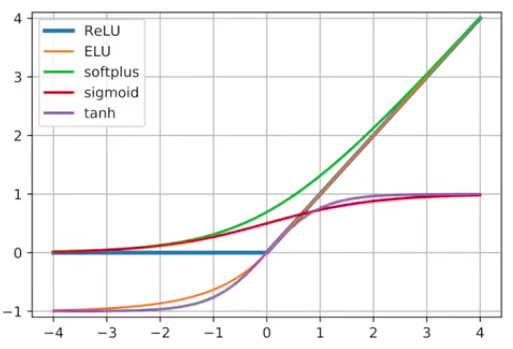 4
3
2
1
0
−1
ReLU
ELU
softplus
sigmoid
tanh
−4 −3 −2 −1 0 1 2 3 4